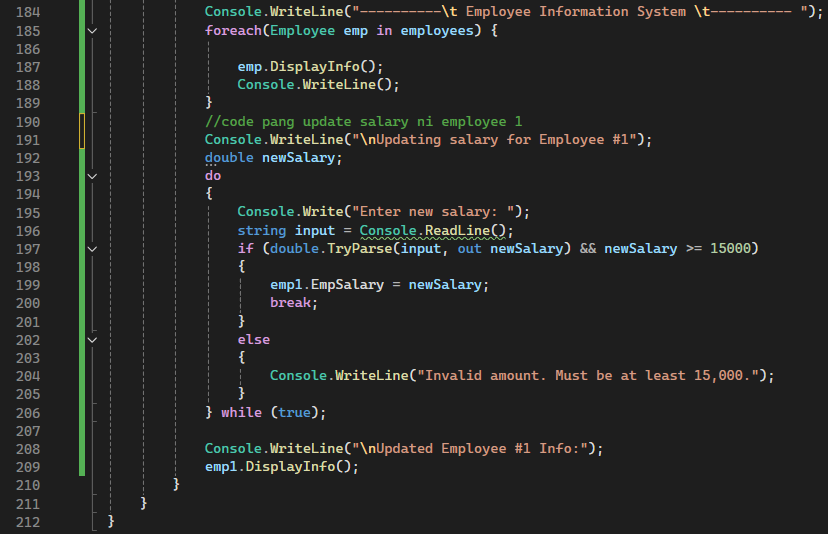 184 Console.WriteLine("----------\t Employee Information System \t---------- ");
185 foreach(Employee emp in employees) {
186
187 emp.DisplayInfo();
188 Console.WriteLine();
189 }
190 //code pang update salary ni employee 1
191 Console.WriteLine("\nUpdating salary for Employee #1");
192 double newSalary;
193 do
194 {
195 Console.Write("Enter new salary: ");
196 string input = Console.ReadLine();
197 if (double.TryParse(input, out newSalary) && newSalary >= 15000)
198 {
199 emp1.EmpSalary = newSalary;
200 break;
201 }
202 else
203 {
204 Console.WriteLine("Invalid amount. Must be at least 15,000.");
205 }
206 } while (true);
207
208 Console.WriteLine("\nUpdated Employee #1 Info:");
209 emp1.DisplayInfo();
210 }
211 }
212 }